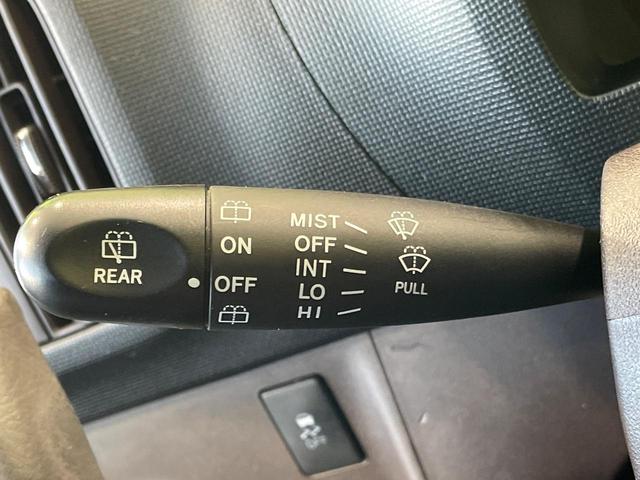 REAR
ON
OFF
MIST
OFF
INT
LO
HI
PULL